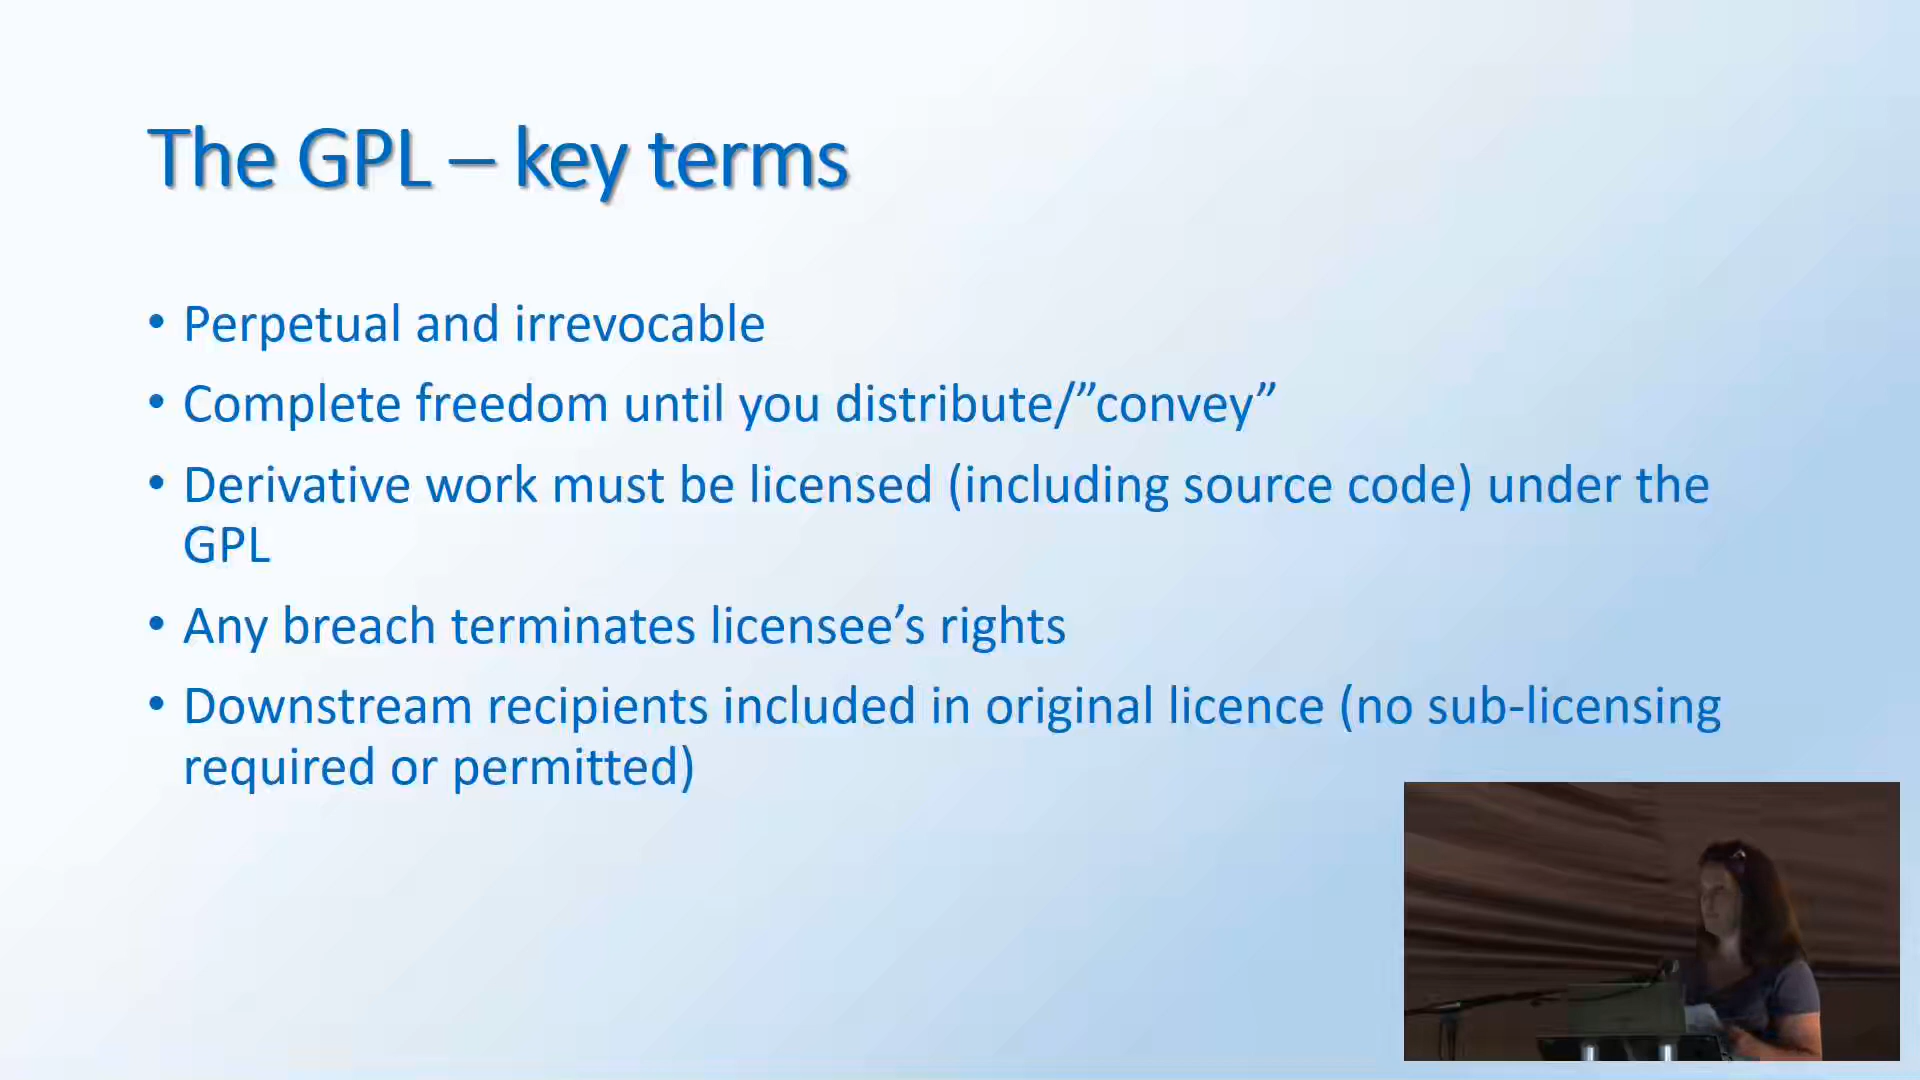 The GPL – key terms
• Perpetual and irrevocable
• Complete freedom until you distribute/”convey”
• Derivative work must be licensed (including source code) under the
GPL
• Any breach terminates licensee’s rights
• Downstream recipients included in original licence (no sub-licensing
required or permitted)